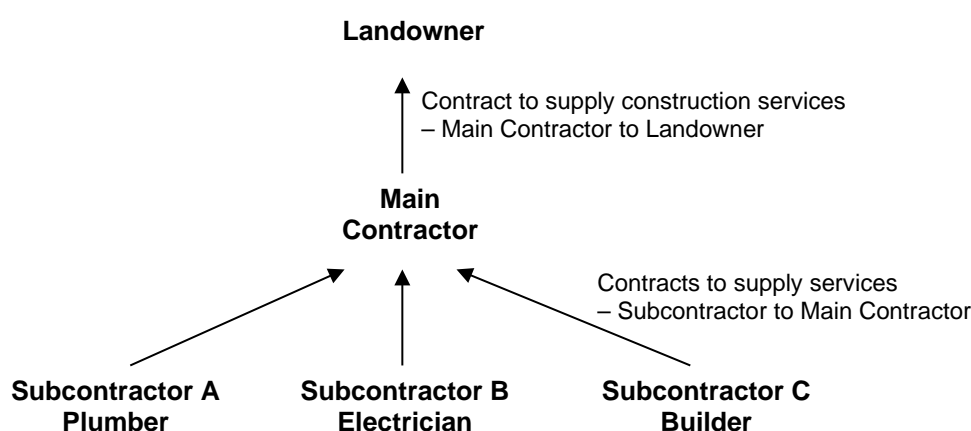 Landowner
Contract to supply construction services
– Main Contractor to Landowner
Main
Contractor
Contracts to supply services
– Subcontractor to Main Contractor
Subcontractor A
Plumber
Subcontractor B
Electrician
Subcontractor C
Builder